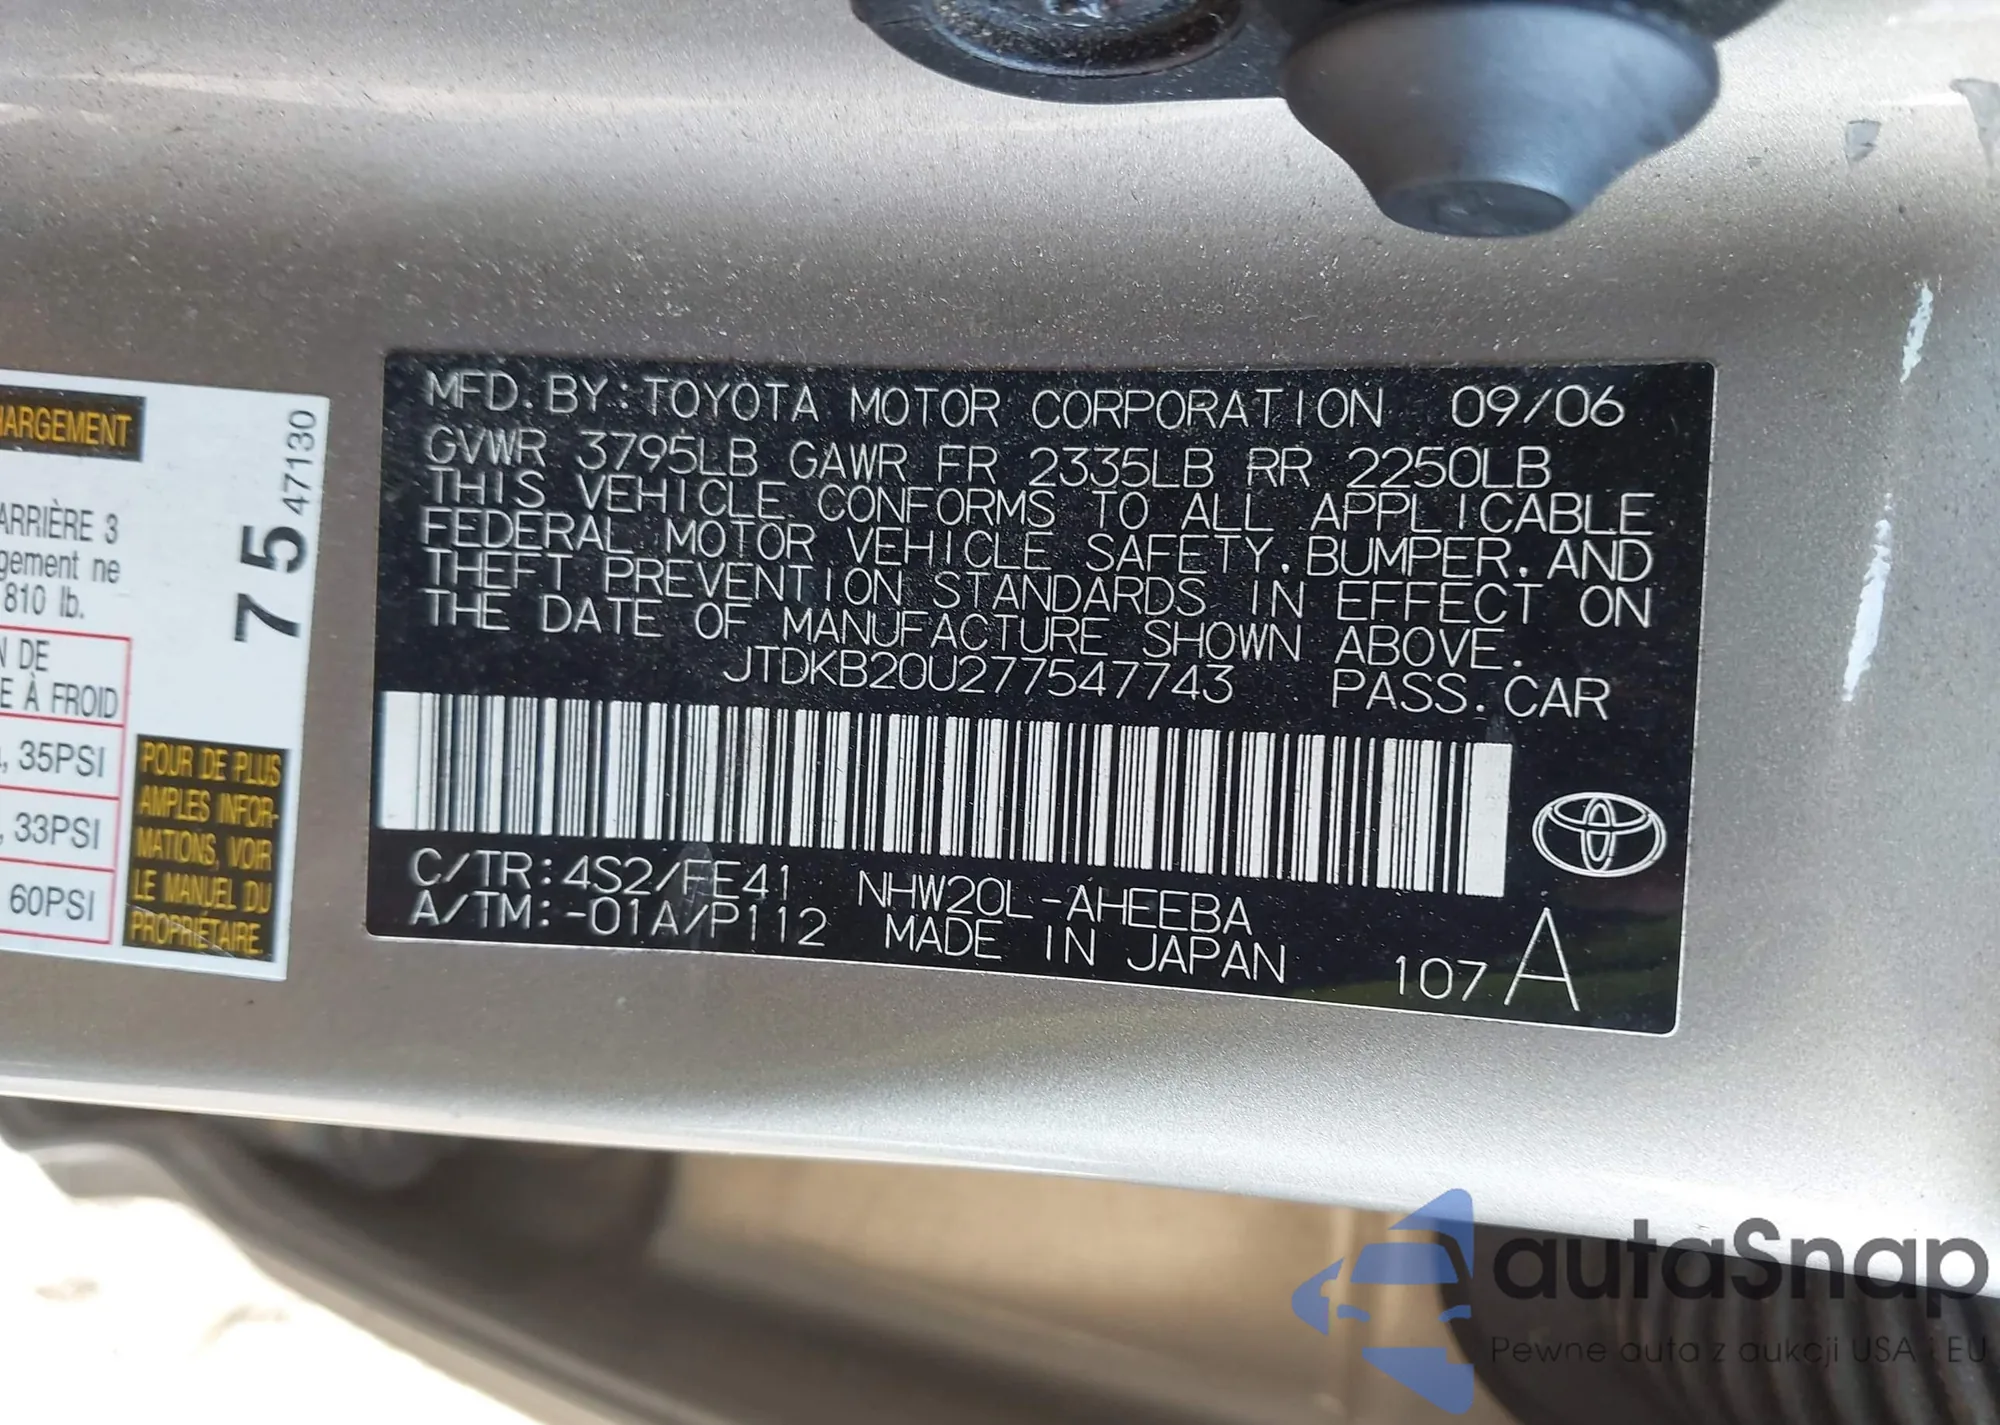 MFD. BY: TOYOTA MOTOR CORPORATION 09/06
GVWR 3795LB GAWR FR 2335LB RR 2250LB
THIS VEHICLE CONFORMS TO ALL APPLICABLE
FEDERAL MOTOR VEHICLE SAFETY, BUMPER, AND
THEFT PREVENTION STANDARDS IN EFFECT ON
THE DATE OF MANUFACTURE SHOWN ABOVE.
JTDKB20U277547743 PASS. CAR
C/TR: 4S2/FE41 NHW20L-AHEEBA
A/TM: -01A/P112 MADE IN JAPAN
107 A
HARGEMENT
ARRIÈRE 3
gement ne
810 lb.
N DE
E À FROID
, 35PSI
, 33PSI
60PSI
75
47130
POUR DE PLUS
AMPLES INFOR-
MATIONS, VOIR
LE MANUEL DU
PROPRIÉTAIRE.
autoSnap
Pewne auta z aukcji USA i EU